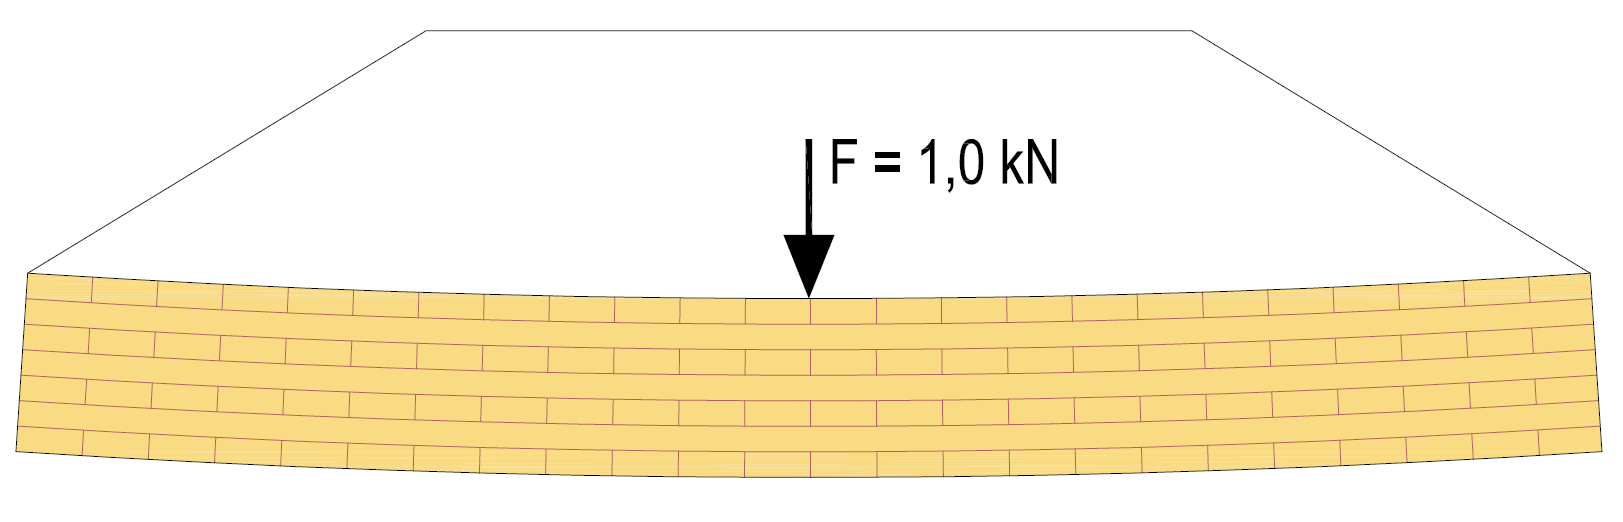 F = 1,0 kN